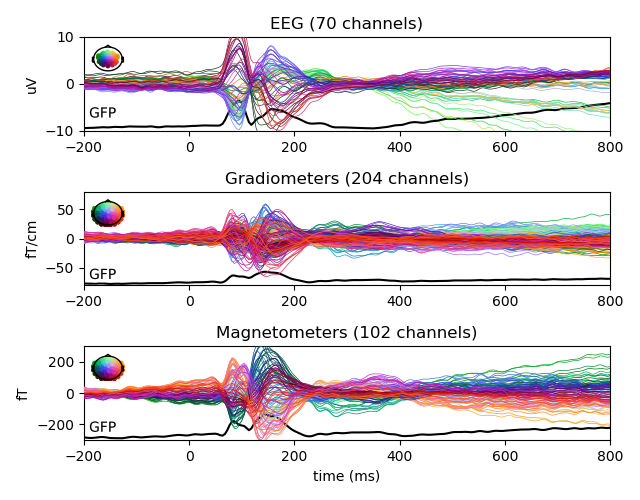 EEG (70 channels)
10
0
−10
uV
GFP
−200 0 200 400 600 800
Gradiometers (204 channels)
50
0
−50
fT/cm
GFP
−200 0 200 400 600 800
Magnetometers (102 channels)
200
0
−200
fT
GFP
−200 0 200 400 600 800
time (ms)